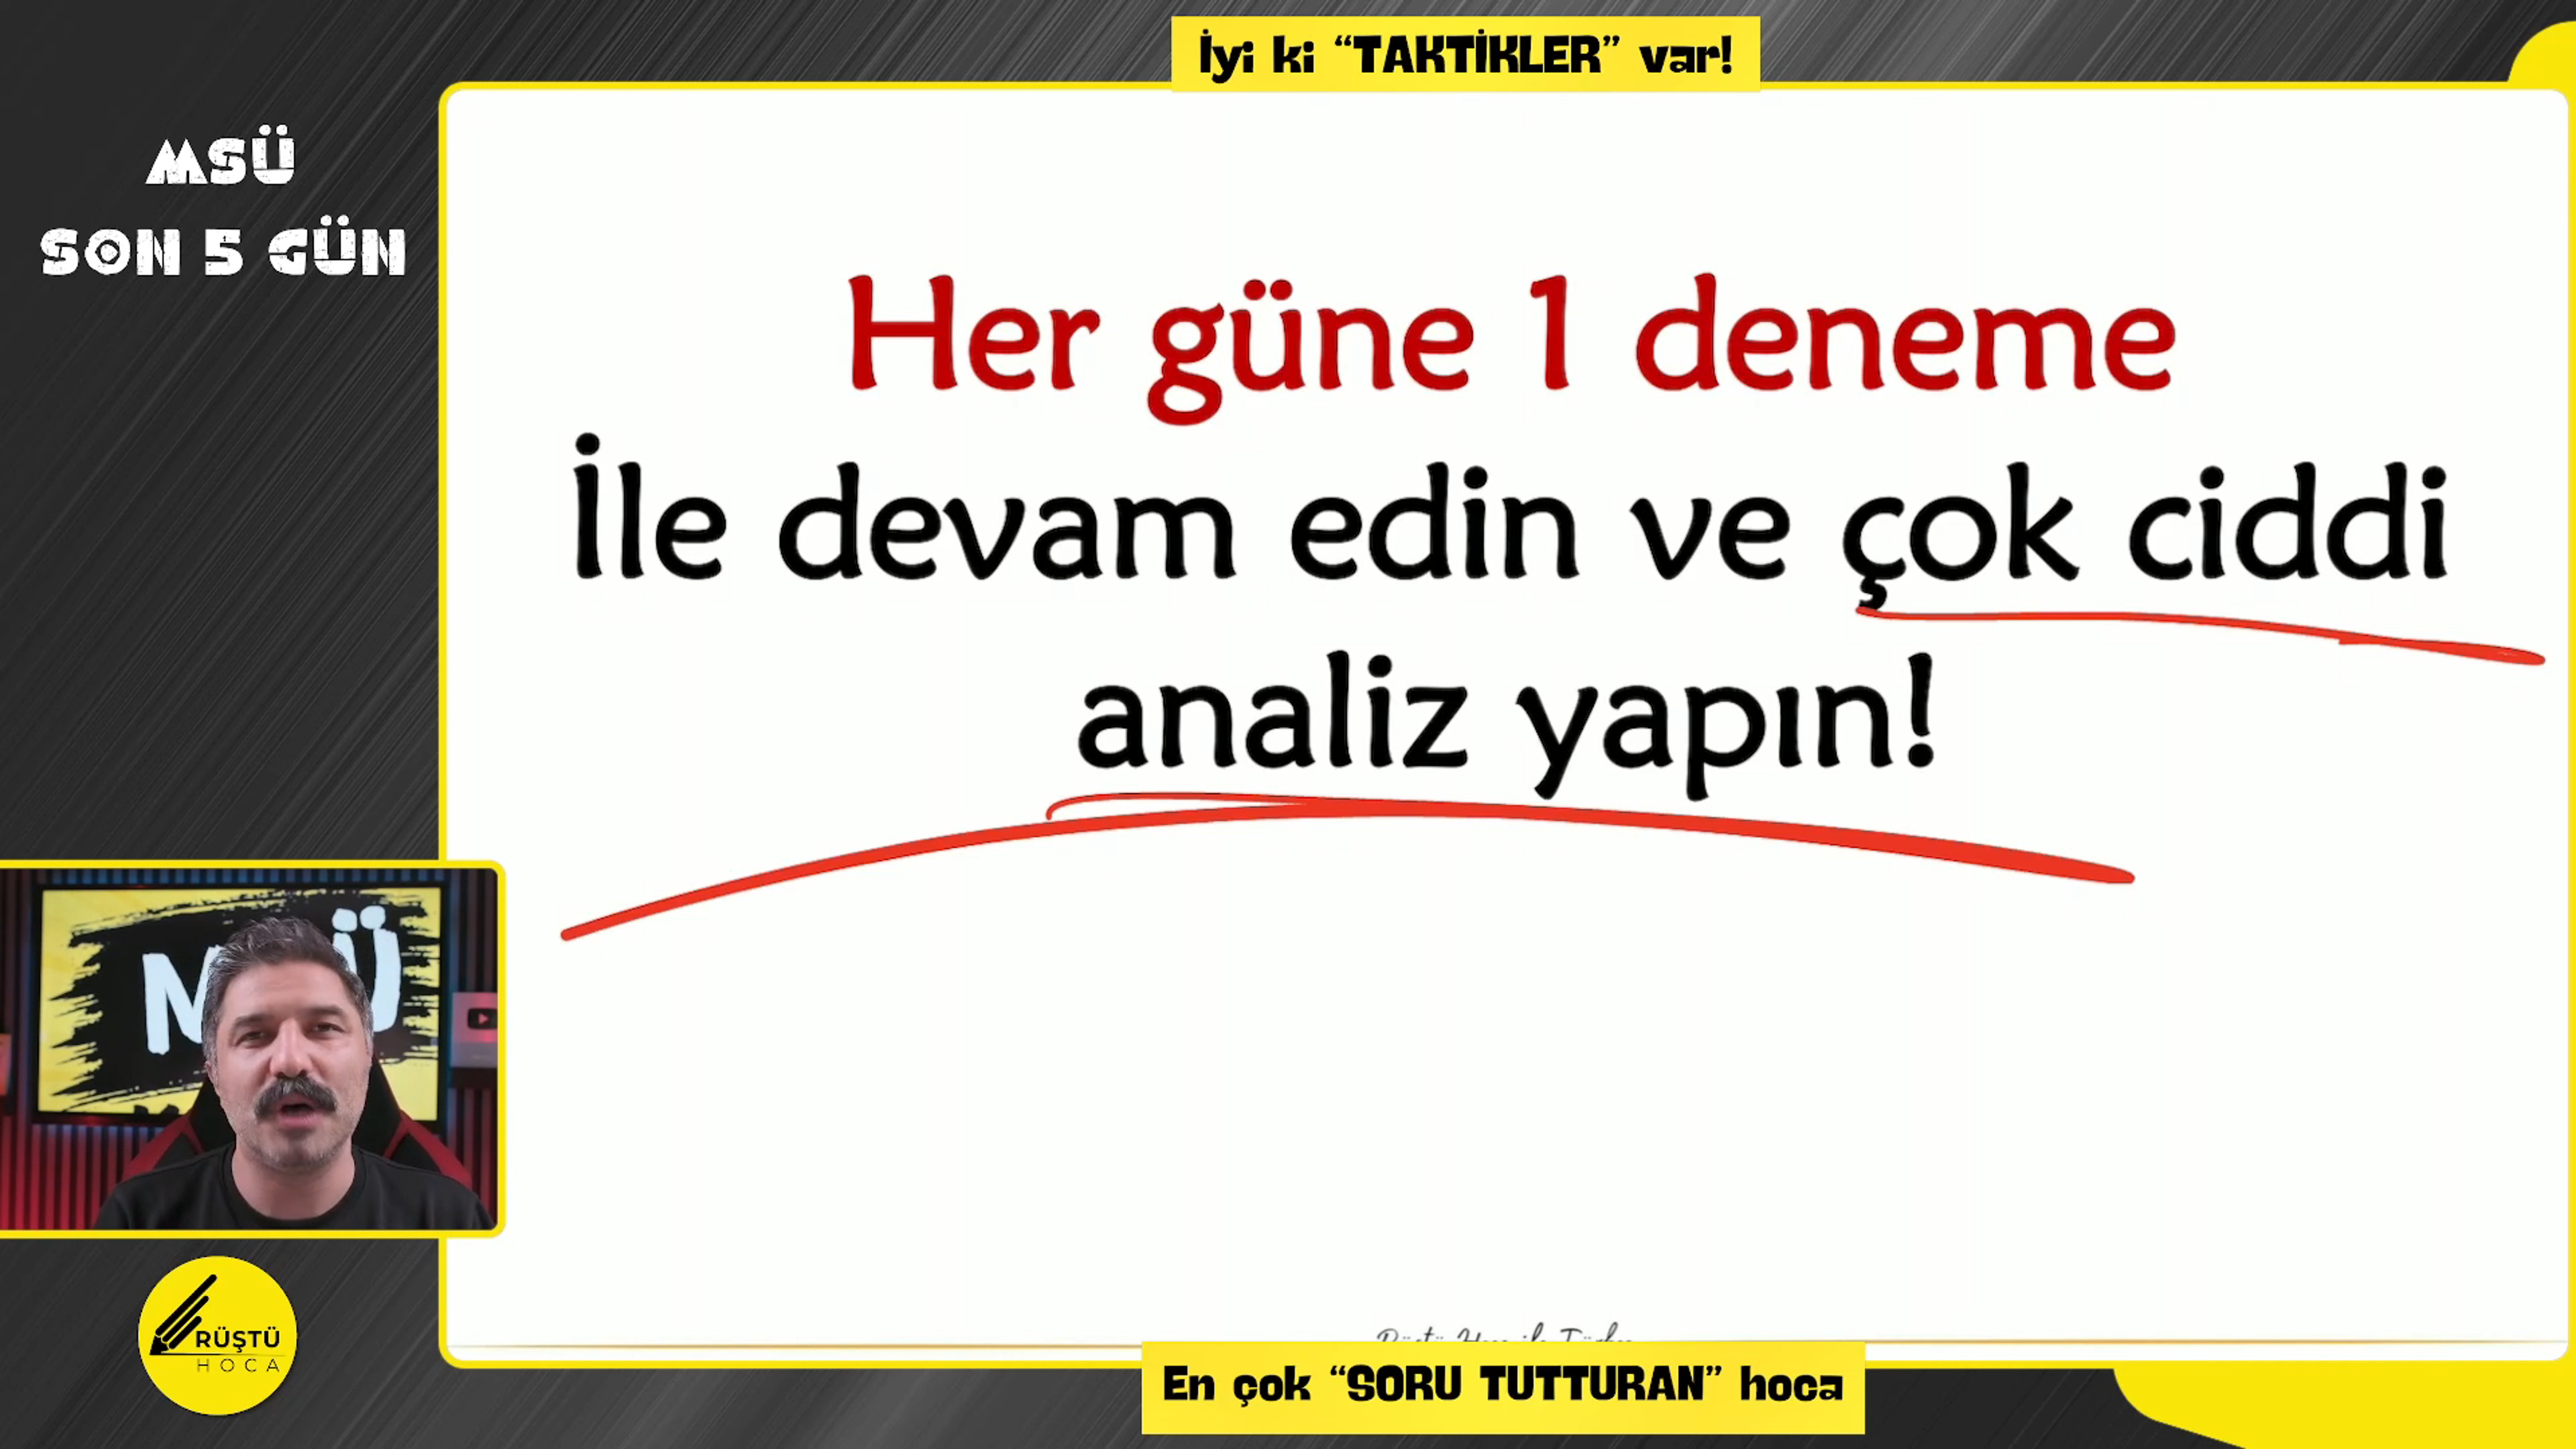 İyi ki “TAKTİKLER” var!
MSÜ
SON 5 GÜN
Her güne 1 deneme
İle devam edin ve çok ciddi
analiz yapın!
RÜŞTÜ
HOCA
En çok “SORU TUTTURAN” hoca